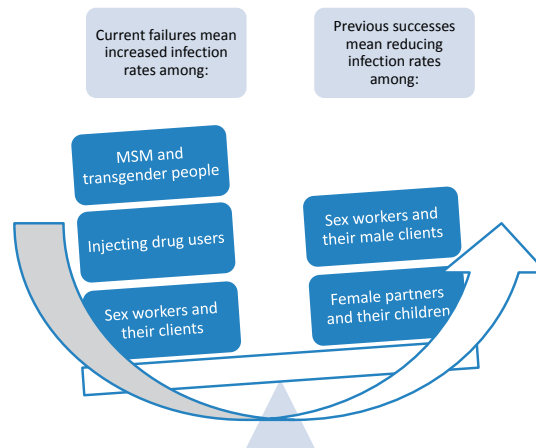 Current failures mean
increased infection
rates among:
Previous successes
mean reducing
infection rates
among:
MSM and
transgender people
Injecting drug users
Sex workers and
their clients
Sex workers and
their male clients
Female partners
and their children